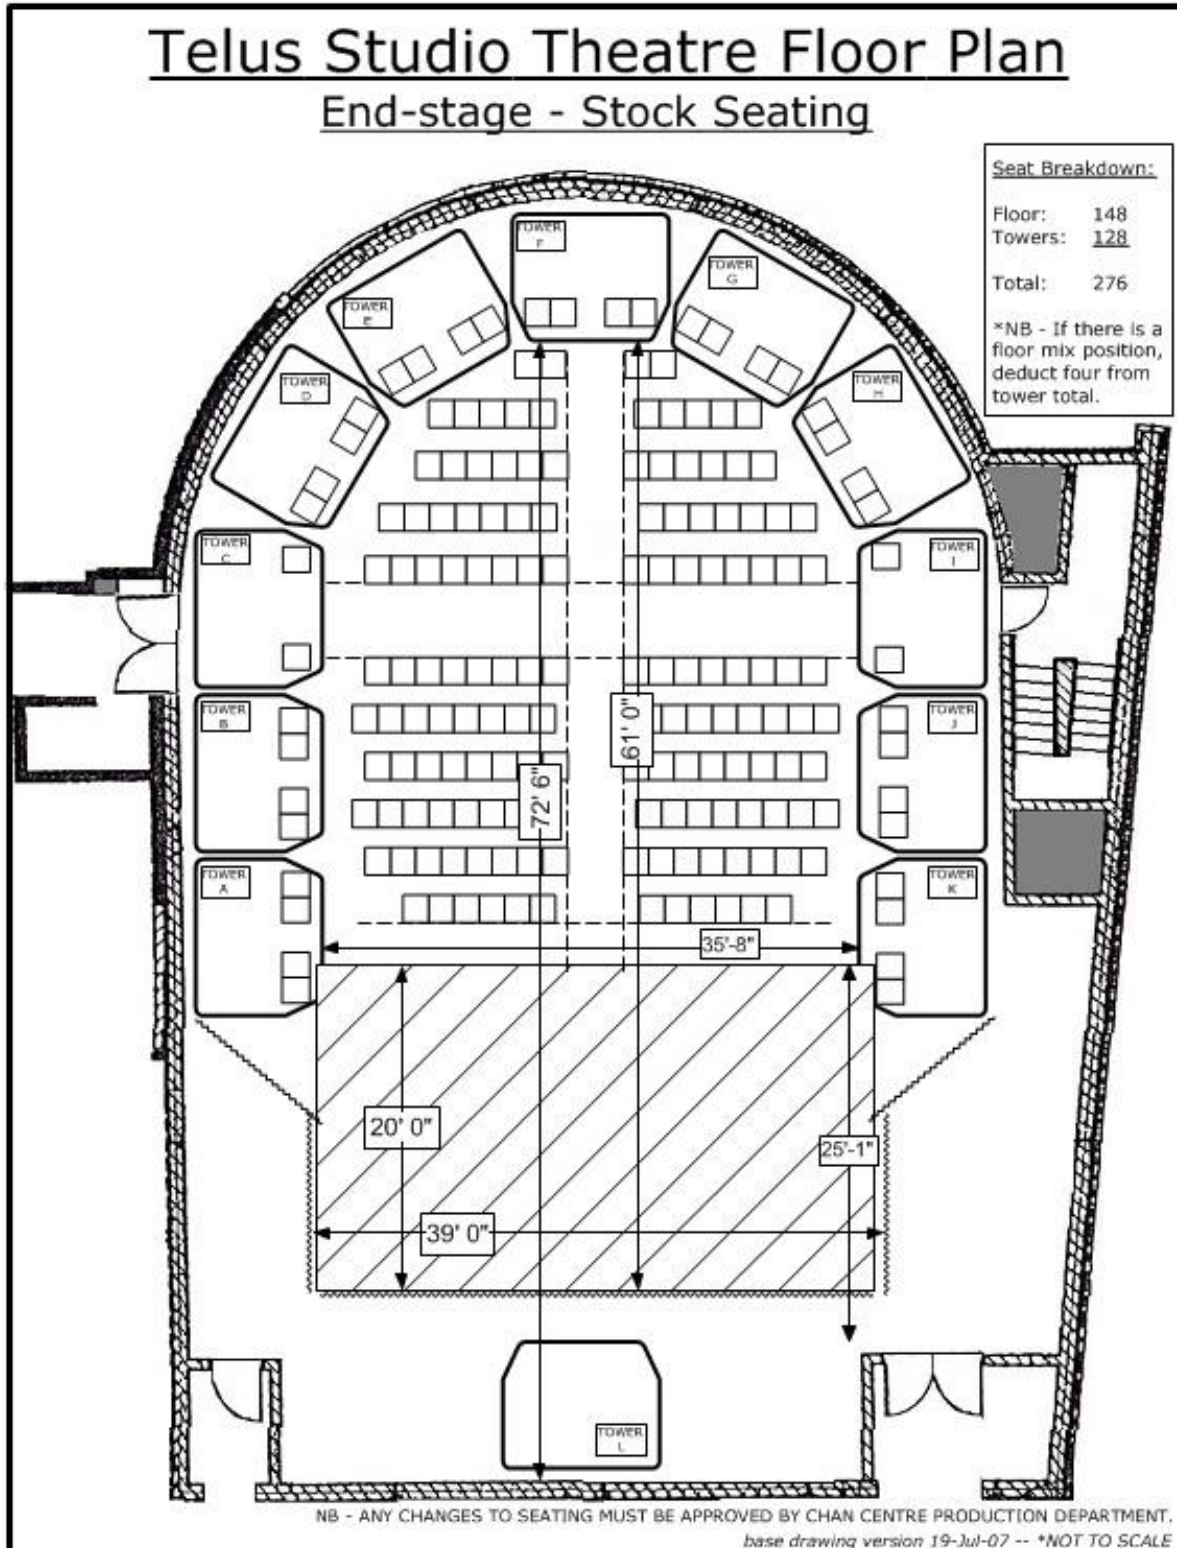 Telus Studio Theatre Floor Plan
End-stage - Stock Seating
Seat Breakdown:
Floor: 148
Towers: 128
Total: 276
*NB - If there is a
floor mix position,
deduct four from
tower total.
TOWER
F
TOWER
E
TOWER
G
TOWER
D
TOWER
H
TOWER
C
TOWER
I
TOWER
B
TOWER
J
61' 0"
72' 6"
TOWER
A
TOWER
K
35'-8"
20' 0"
25'-1"
39' 0"
TOWER
L
NB - ANY CHANGES TO SEATING MUST BE APPROVED BY CHAN CENTRE PRODUCTION DEPARTMENT.
base drawing version 19-Jul-07 -- *NOT TO SCALE